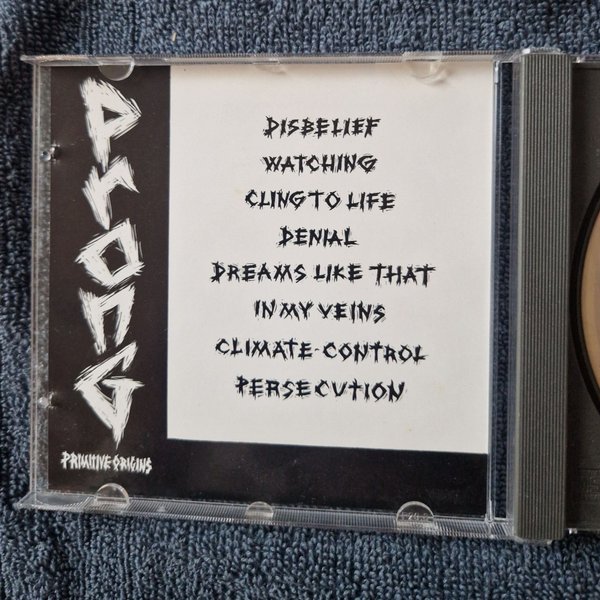 PRONG
PRIMITIVE ORIGINS
DISBELIEF
WATCHING
CLING TO LIFE
DENIAL
DREAMS LIKE THAT
IN MY VEINS
CLIMATE-CONTROL
PERSECUTION